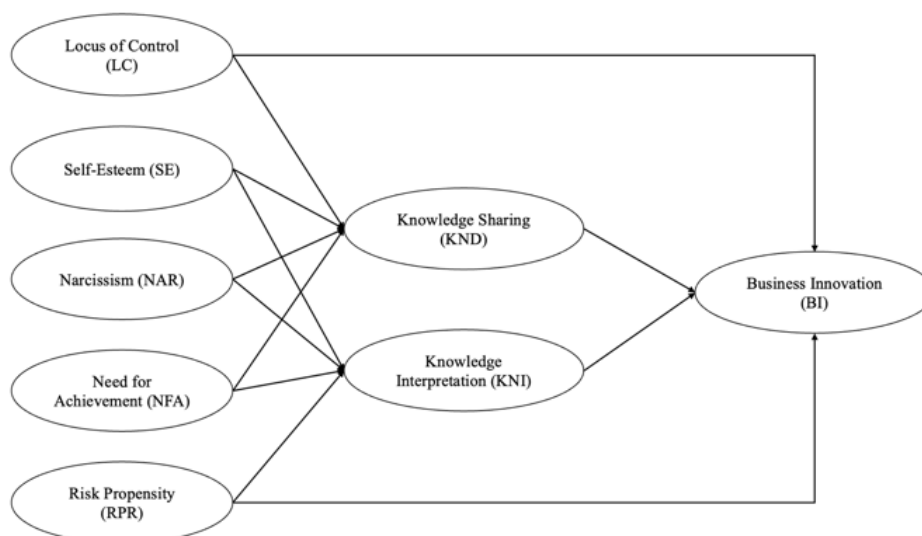 Locus of Control
(LC)
Self-Esteem (SE)
Knowledge Sharing
(KND)
Narcissism (NAR)
Business Innovation
(BI)
Knowledge
Interpretation (KNI)
Need for
Achievement (NFA)
Risk Propensity
(RPR)